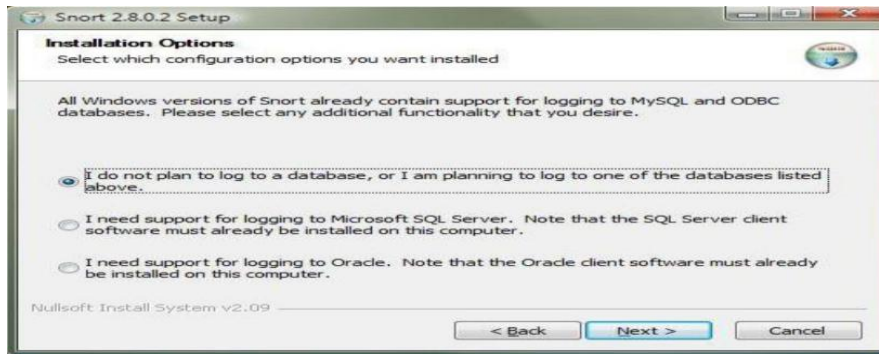 Snort 2.8.0.2 Setup
Installation Options
Select which configuration options you want installed
All Windows versions of Snort already contain support for logging to MySQL and ODBC
databases. Please select any additional functionality that you desire.
I do not plan to log to a database, or I am planning to log to one of the databases listed
above.
I need support for logging to Microsoft SQL Server. Note that the SQL Server client
software must already be installed on this computer.
I need support for logging to Oracle. Note that the Oracle client software must already
be installed on this computer.
Nullsoft Install System v2.09
< Back Next > Cancel